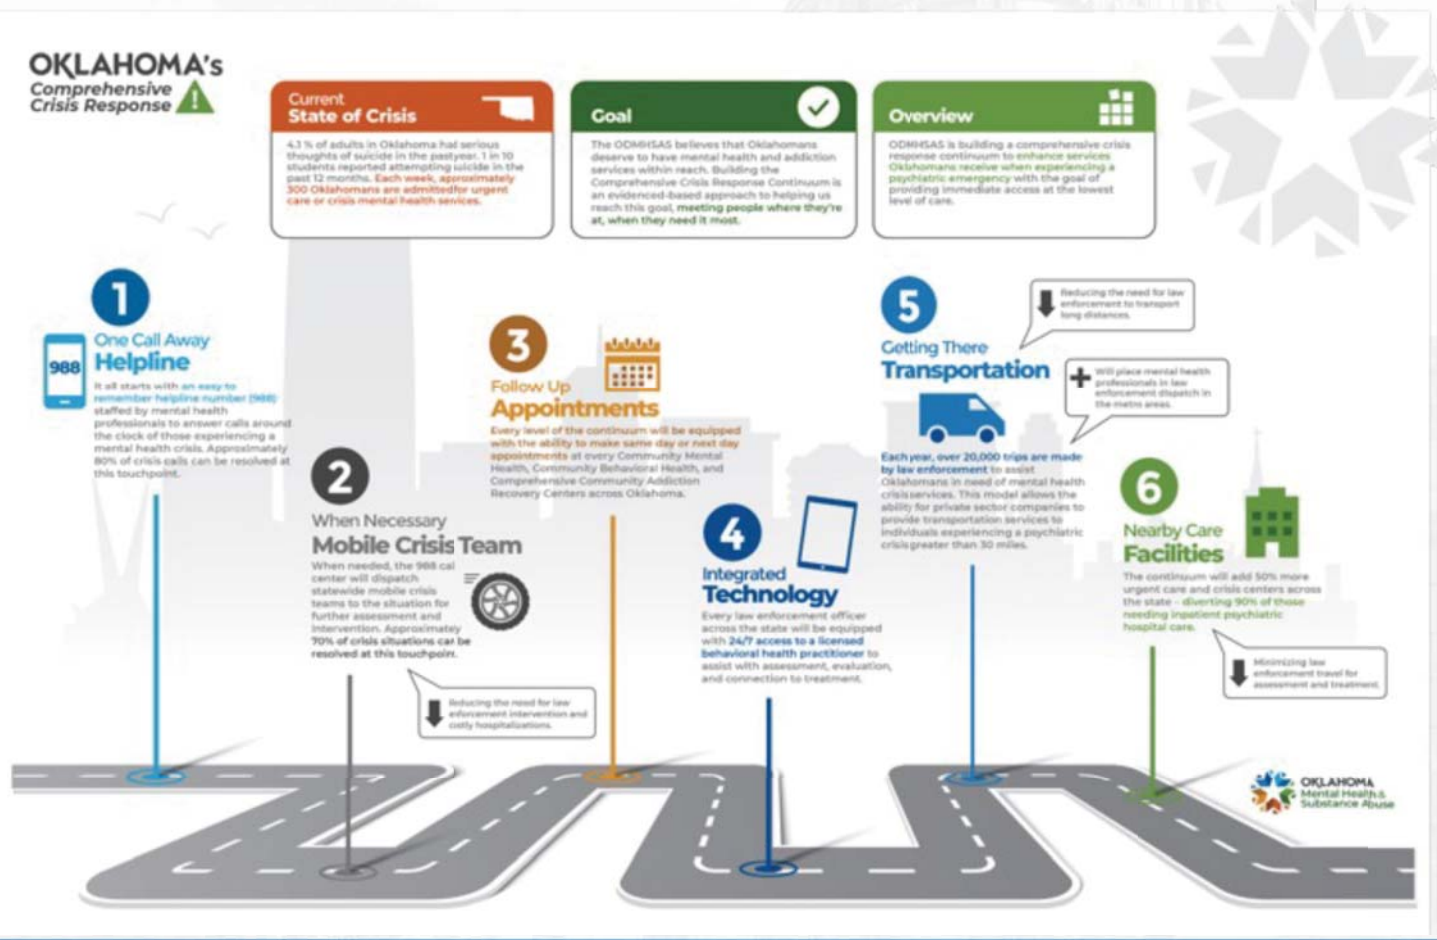 OKLAHOMA's
Comprehensive
Crisis Response
Current
State of Crisis
4.3 % of adults in Oklahoma had serious
thoughts of suicide in the pastyear. 1 in 10
students reported attempting suicide in the
past 12 months. Each week, aproximately
300 Oklahomans are admittedfor urgent
care or crisis mental health services.
Goal
The ODMHSAS believes that Oklahomans
deserve to have mental health and addiction
services within reach. Building the
Comprehensive Crisis Response Continuum is
an evidenced-based approach to helping us
reach this goal, meeting people where they're
at, when they need it most.
Overview
ODMHSAS is building a comprehensive crisis
response continuum to enhance services
Oklahomans receive when experiencing a
psychiatric emergency with the goal of
providing immediate access at the lowest
level of care.
1
One Call Away
Helpline
988
It all starts with an easy to
remember helpline number (988)
staffed by mental health
professionals to answer calls around
the clock of those experiencing a
mental health crisis. Approximately
80% of crisis calls can be resolved at
this touchpoint.
2
When Necessary
Mobile Crisis Team
When needed, the 988 cal
center will dispatch
statewide mobile crisis
teams to the situation for
further assessment and
intervention. Approximately
70% of crisis situations can be
resolved at this touchpoint.
Reducing the need for law
enforcement intervention and
costly hospitalizations.
3
Follow Up
Appointments
Every level of the continuum will be equipped
with the ability to make same day or next day
appointments at every Community Mental
Health, Community Behavioral Health, and
Comprehensive Community Addiction
Recovery Centers across Oklahoma.
4
Integrated
Technology
Every law enforcement officer
across the state will be equipped
with 24/7 access to a licensed
behavioral health practitioner to
assist with assessment, evaluation,
and connection to treatment.
5
Getting There
Transportation
Reducing the need for law
enforcement to transport
long distances.
Will place mental health
professionals in law
enforcement dispatch in
the metro areas.
Each year, over 20,000 trips are made
by law enforcement to assist
Oklahomans in need of mental health
crisis services. This model allows the
ability for private sector companies to
provide transportation services to
individuals experiencing a psychiatric
crisis greater than 30 miles.
6
Nearby Care
Facilities
The continuum will add 50% more
urgent care and crisis centers across
the state - diverting 90% of those
needing inpatient psychiatric
hospital care.
Minimizing law
enforcement travel for
assessment and treatment.
OKLAHOMA
Mental Health &
Substance Abuse